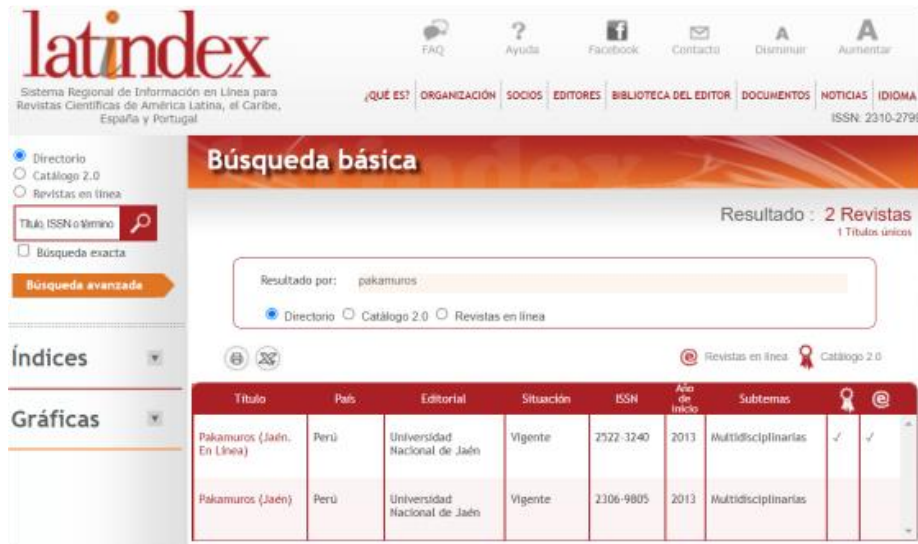 latindex
Sistema Regional de Información en Línea para
Revistas Científicas de América Latina, el Caribe,
España y Portugal
FAQ
Ayuda
Facebook
Contacto
Disminuir
Aumentar
¿QUÉ ES? ORGANIZACIÓN SOCIOS EDITORES BIBLIOTECA DEL EDITOR DOCUMENTOS NOTICIAS IDIOMA
ISSN: 2310-2799
Directorio
Catálogo 2.0
Revistas en línea
Título, ISSN o término
Búsqueda exacta
Búsqueda avanzada
Índices
Gráficas
Búsqueda básica
Resultado : 2 Revistas
1 Títulos únicos
Resultado por: pakamuros
Directorio Catálogo 2.0 Revistas en línea
Revistas en línea Catálogo 2.0
Título País Editorial Situación ISSN Año de inicio Subtemas
Pakamuros (Jaén. En Línea) Perú Universidad Nacional de Jaén Vigente 2522-3240 2013 Multidisciplinarias ✓ ✓
Pakamuros (Jaén) Perú Universidad Nacional de Jaén Vigente 2306-9805 2013 Multidisciplinarias